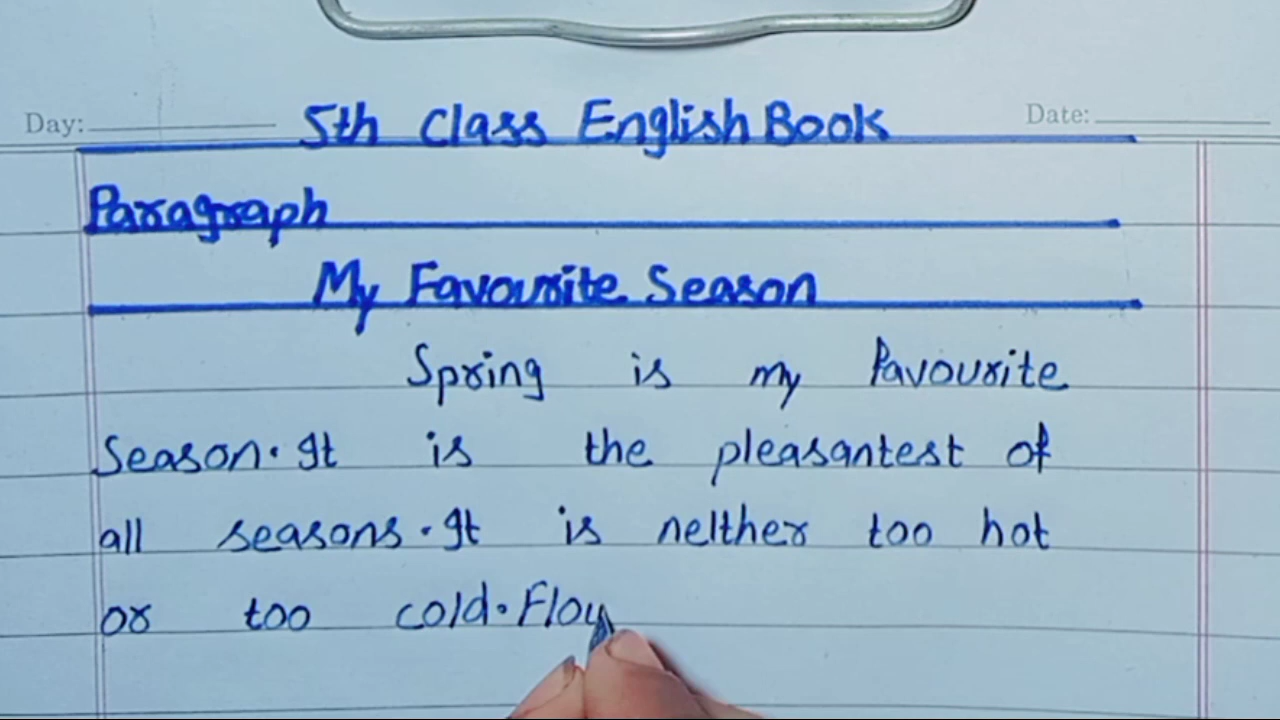 Day:
Date:
5th Class English Book
Paragraph
My Favourite Season
Spring is my Favourite
Season. It is the pleasantest of
all seasons. It is neither too hot
or too cold. Flow